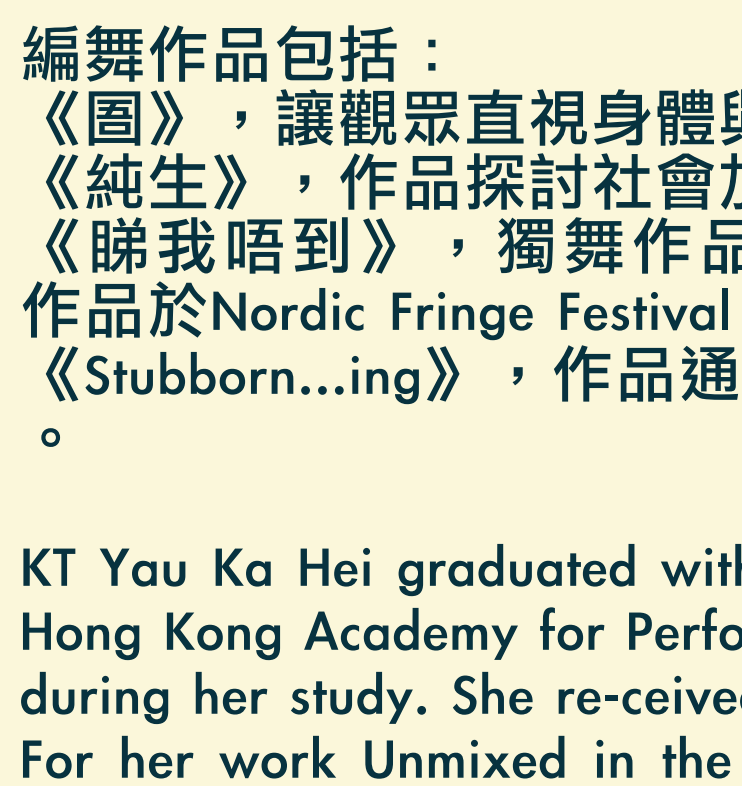 編舞作品包括：
《圄》，讓觀眾直視身體與
《純生》，作品探討社會加
《睇我唔到》，獨舞作品
作品於Nordic Fringe Festival
《Stubborn...ing》，作品通
。
KT Yau Ka Hei graduated with
Hong Kong Academy for Perfo
during her study. She re-ceived
For her work Unmixed in the